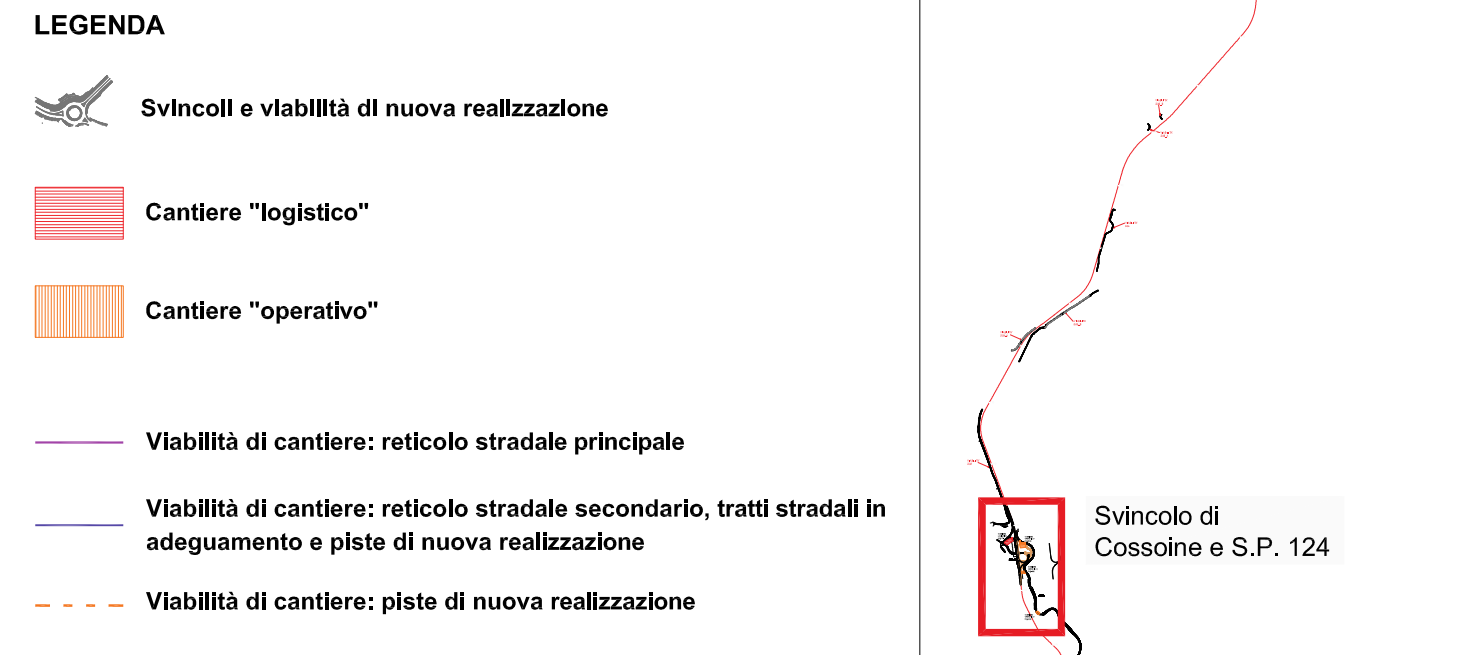 LEGENDA
Svincoli e viabilità di nuova realizzazione
Cantiere "logistico"
Cantiere "operativo"
Viabilità di cantiere: reticolo stradale principale
Viabilità di cantiere: reticolo stradale secondario, tratti stradali in
adeguamento e piste di nuova realizzazione
Viabilità di cantiere: piste di nuova realizzazione
Svincolo di
Cossoine e S.P. 124